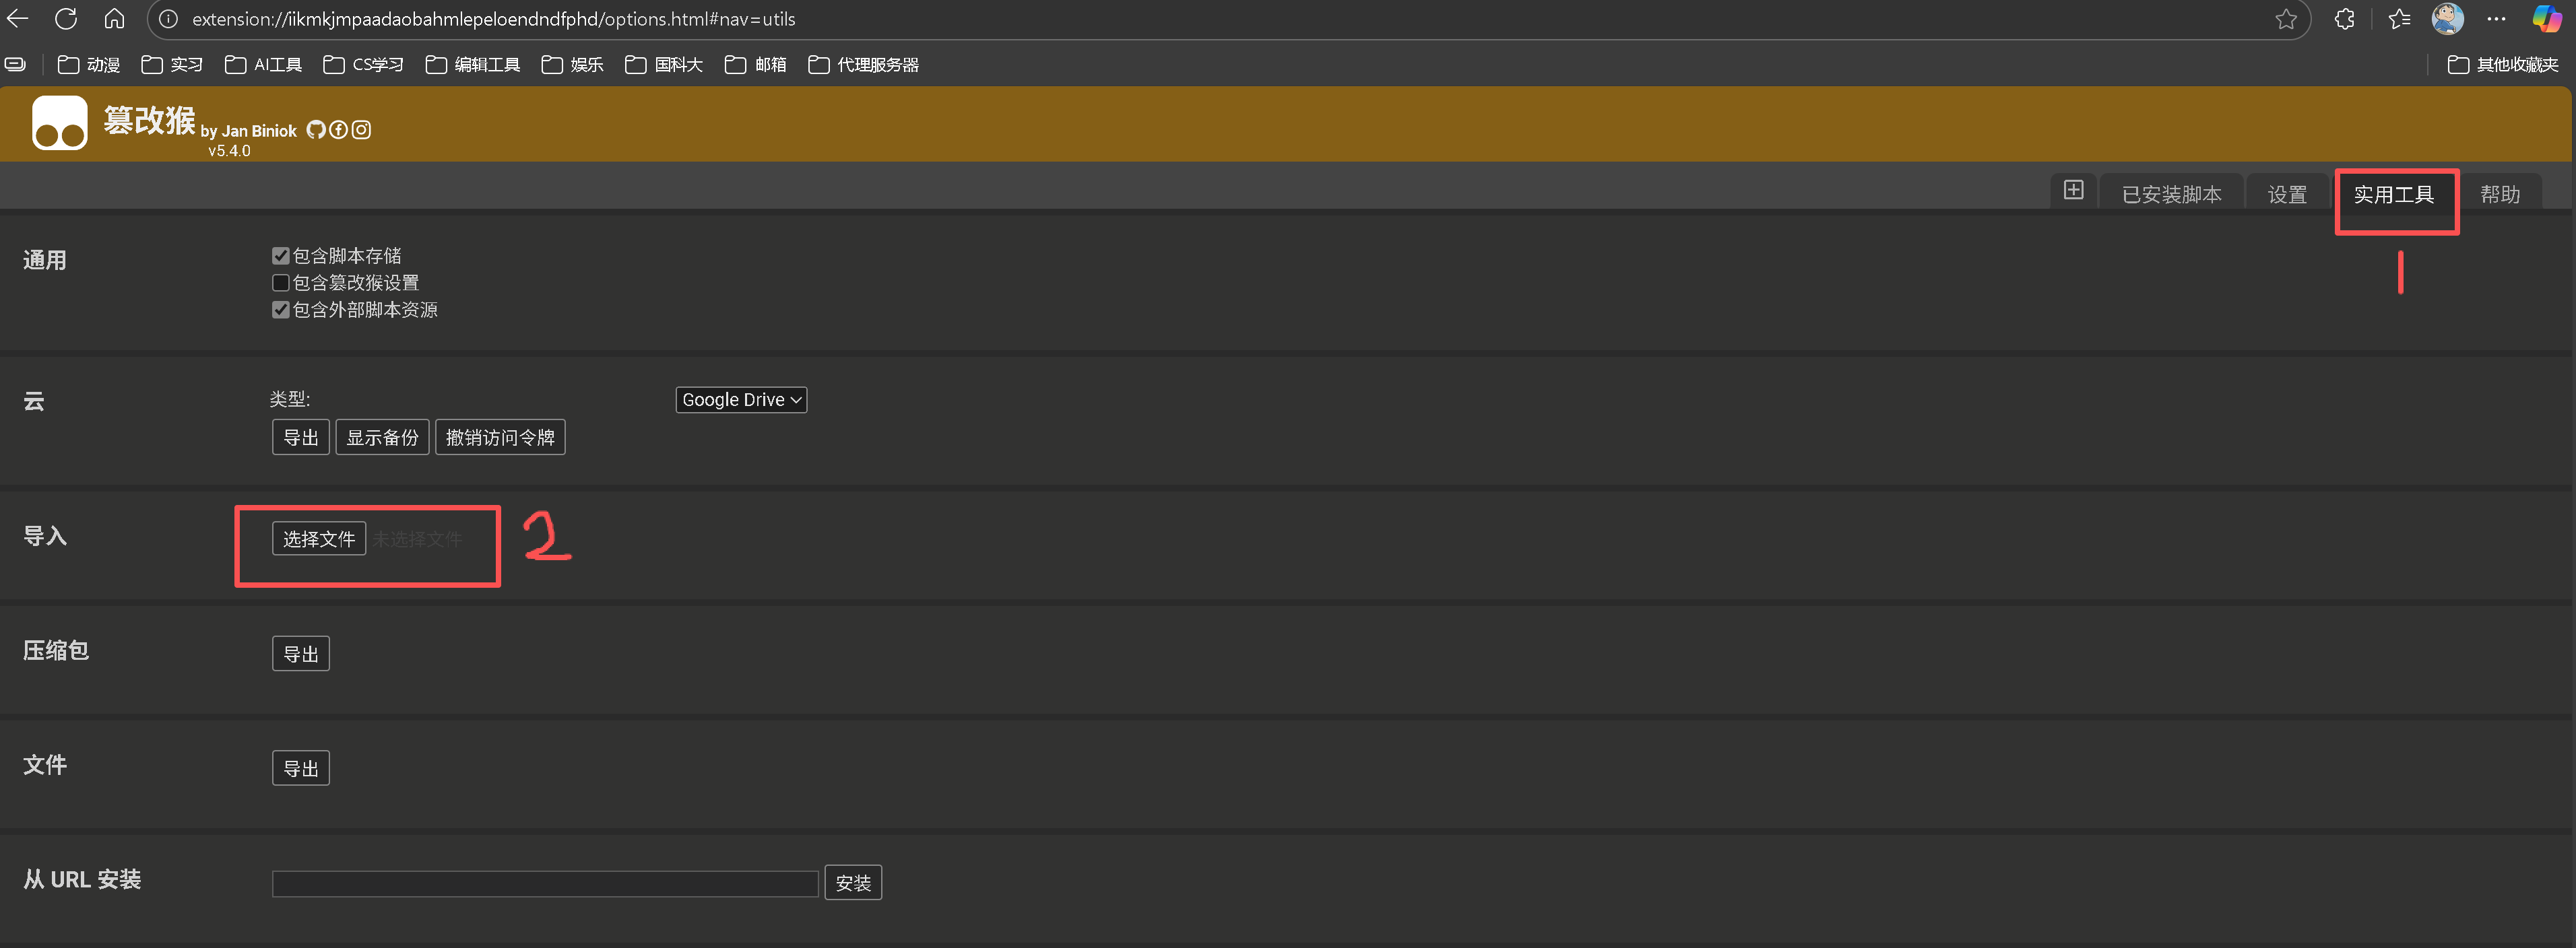 extension://iikmkjmpaadaobahmlepeloendndfphd/options.html#nav=utils
动漫 实习 AI工具 CS学习 编辑工具 娱乐 国科大 邮箱 代理服务器 其他收藏夹
篡改猴 by Jan Biniok
v5.4.0
已安装脚本 设置 实用工具 帮助
1
通用 包含脚本存储
包含篡改猴设置
包含外部脚本资源
云 类型: Google Drive
导出 显示备份 撤销访问令牌
导入 选择文件 未选择文件 2
压缩包 导出
文件 导出
从 URL 安装 安装